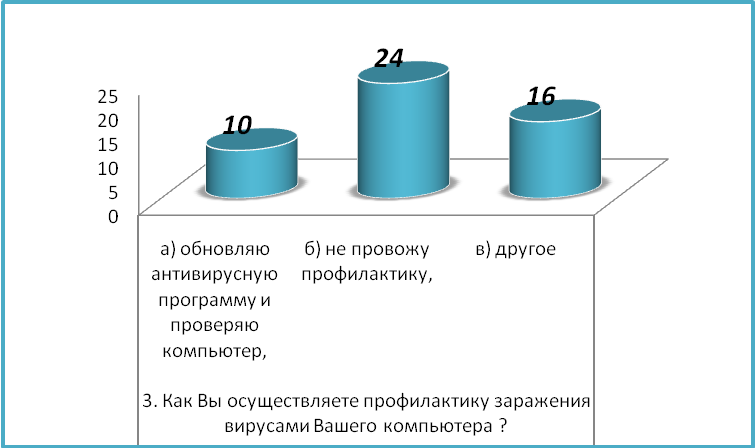 24
16
10
25
20
15
10
5
0
а) обновляю
антивирусную
программу и
проверяю
компьютер,
б) не провожу
профилактику,
в) другое
3. Как Вы осуществляете профилактику заражения
вирусами Вашего компьютера ?